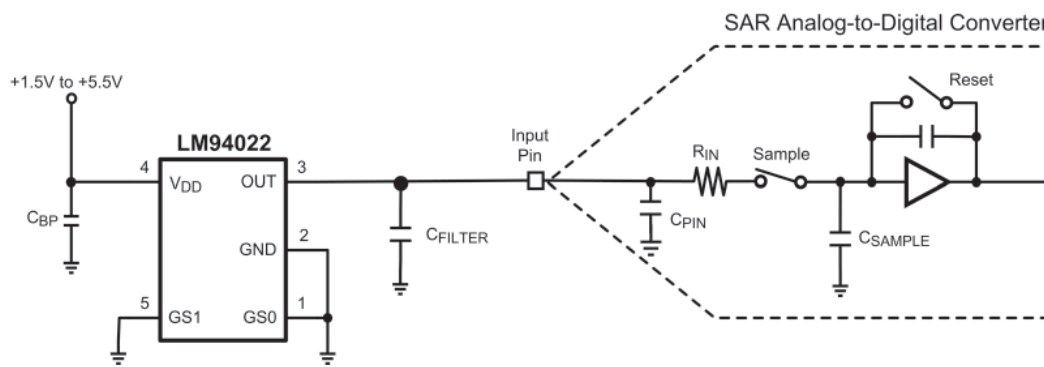 SAR Analog-to-Digital Converter
+1.5V to +5.5V
Reset
LM94022
Input
Pin
RIN
Sample
4
VDD
OUT
3
CBP
CFILTER
CPIN
CSAMPLE
GND
2
5
GS1
GS0
1